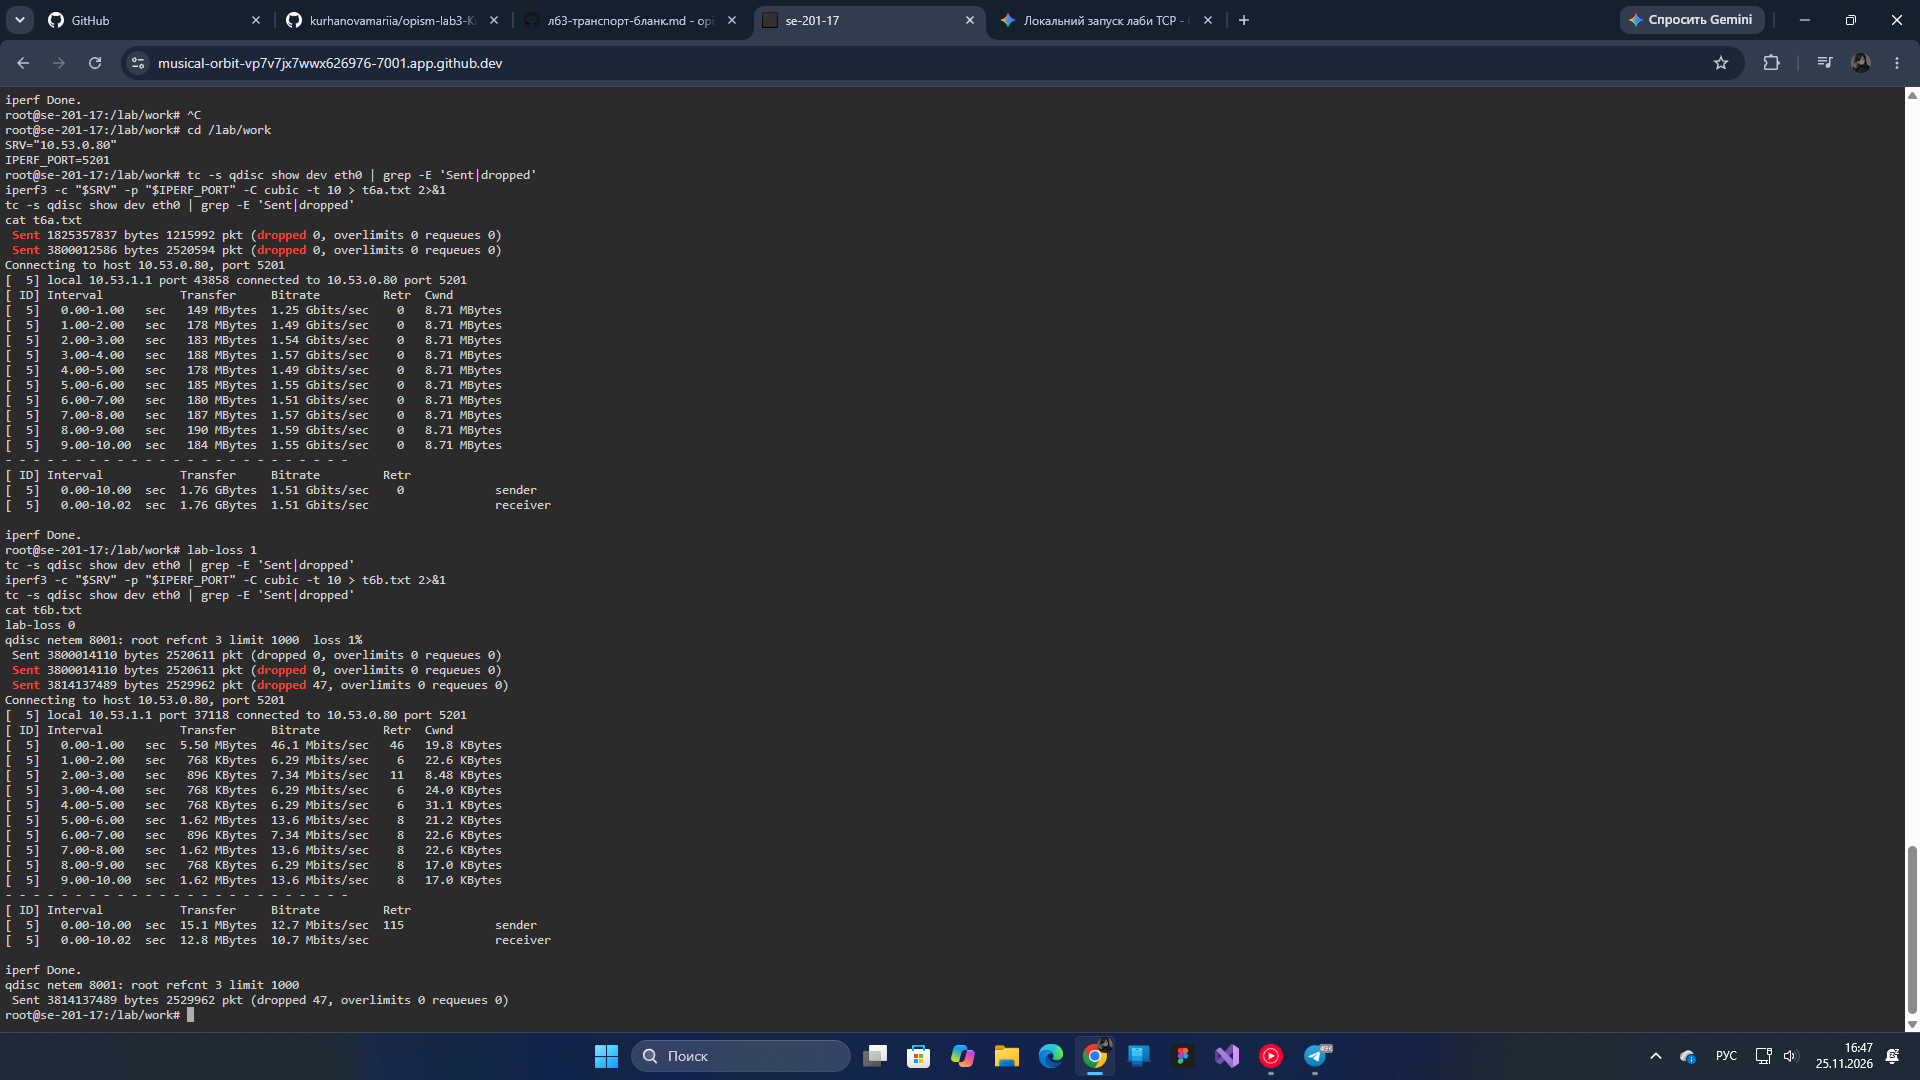 GitHub
kurhanovamariia/opism-lab3-K
лб3-транспорт-бланк.md - opi
se-201-17
Локальний запуск лаби TCP -
Спросить Gemini
musical-orbit-vp7v7jx7wwx626976-7001.app.github.dev
iperf Done.
root@se-201-17:/lab/work# ^C
root@se-201-17:/lab/work# cd /lab/work
SRV="10.53.0.80"
IPERF_PORT=5201
root@se-201-17:/lab/work# tc -s qdisc show dev eth0 | grep -E 'Sent|dropped'
iperf3 -c "$SRV" -p "$IPERF_PORT" -C cubic -t 10 > t6a.txt 2>&1
tc -s qdisc show dev eth0 | grep -E 'Sent|dropped'
cat t6a.txt
 Sent 1825357837 bytes 1215992 pkt (dropped 0, overlimits 0 requeues 0)
 Sent 3800012586 bytes 2520594 pkt (dropped 0, overlimits 0 requeues 0)
Connecting to host 10.53.0.80, port 5201
[  5] local 10.53.1.1 port 43858 connected to 10.53.0.80 port 5201
[ ID] Interval           Transfer     Bitrate         Retr  Cwnd
[  5]   0.00-1.00   sec   149 MBytes  1.25 Gbits/sec    0   8.71 MBytes
[  5]   1.00-2.00   sec   178 MBytes  1.49 Gbits/sec    0   8.71 MBytes
[  5]   2.00-3.00   sec   183 MBytes  1.54 Gbits/sec    0   8.71 MBytes
[  5]   3.00-4.00   sec   188 MBytes  1.57 Gbits/sec    0   8.71 MBytes
[  5]   4.00-5.00   sec   178 MBytes  1.49 Gbits/sec    0   8.71 MBytes
[  5]   5.00-6.00   sec   185 MBytes  1.55 Gbits/sec    0   8.71 MBytes
[  5]   6.00-7.00   sec   180 MBytes  1.51 Gbits/sec    0   8.71 MBytes
[  5]   7.00-8.00   sec   187 MBytes  1.57 Gbits/sec    0   8.71 MBytes
[  5]   8.00-9.00   sec   190 MBytes  1.59 Gbits/sec    0   8.71 MBytes
[  5]   9.00-10.00  sec   184 MBytes  1.55 Gbits/sec    0   8.71 MBytes
- - - - - - - - - - - - - - - - - - - - - - - - -
[ ID] Interval           Transfer     Bitrate         Retr
[  5]   0.00-10.00  sec  1.76 GBytes  1.51 Gbits/sec    0             sender
[  5]   0.00-10.02  sec  1.76 GBytes  1.51 Gbits/sec                  receiver
iperf Done.
root@se-201-17:/lab/work# lab-loss 1
tc -s qdisc show dev eth0 | grep -E 'Sent|dropped'
iperf3 -c "$SRV" -p "$IPERF_PORT" -C cubic -t 10 > t6b.txt 2>&1
tc -s qdisc show dev eth0 | grep -E 'Sent|dropped'
cat t6b.txt
lab-loss 0
qdisc netem 8001: root refcnt 3 limit 1000  loss 1%
 Sent 3800014110 bytes 2520611 pkt (dropped 0, overlimits 0 requeues 0)
 Sent 3800014110 bytes 2520611 pkt (dropped 0, overlimits 0 requeues 0)
 Sent 3814137489 bytes 2529962 pkt (dropped 47, overlimits 0 requeues 0)
Connecting to host 10.53.0.80, port 5201
[  5] local 10.53.1.1 port 37118 connected to 10.53.0.80 port 5201
[ ID] Interval           Transfer     Bitrate         Retr  Cwnd
[  5]   0.00-1.00   sec  5.50 MBytes  46.1 Mbits/sec   46   19.8 KBytes
[  5]   1.00-2.00   sec   768 KBytes  6.29 Mbits/sec    6   22.6 KBytes
[  5]   2.00-3.00   sec   896 KBytes  7.34 Mbits/sec   11   8.48 KBytes
[  5]   3.00-4.00   sec   768 KBytes  6.29 Mbits/sec    6   24.0 KBytes
[  5]   4.00-5.00   sec   768 KBytes  6.29 Mbits/sec    6   31.1 KBytes
[  5]   5.00-6.00   sec  1.62 MBytes  13.6 Mbits/sec    8   21.2 KBytes
[  5]   6.00-7.00   sec   896 KBytes  7.34 Mbits/sec    8   22.6 KBytes
[  5]   7.00-8.00   sec  1.62 MBytes  13.6 Mbits/sec    8   22.6 KBytes
[  5]   8.00-9.00   sec   768 KBytes  6.29 Mbits/sec    8   17.0 KBytes
[  5]   9.00-10.00  sec  1.62 MBytes  13.6 Mbits/sec    8   17.0 KBytes
- - - - - - - - - - - - - - - - - - - - - - - - -
[ ID] Interval           Transfer     Bitrate         Retr
[  5]   0.00-10.00  sec  15.1 MBytes  12.7 Mbits/sec  115             sender
[  5]   0.00-10.02  sec  12.8 MBytes  10.7 Mbits/sec                  receiver
iperf Done.
qdisc netem 8001: root refcnt 3 limit 1000
 Sent 3814137489 bytes 2529962 pkt (dropped 47, overlimits 0 requeues 0)
root@se-201-17:/lab/work#
Поиск
РУС
16:47
25.11.2026